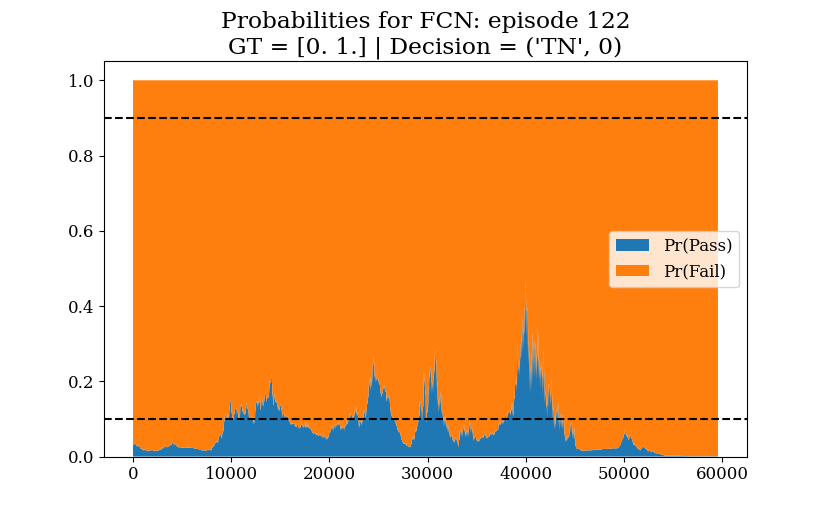 Probabilities for FCN: episode 122
GT = [0. 1.] | Decision = ('TN', 0)
1.0
0.8
0.6
0.4
0.2
0.0
Pr(Pass)
Pr(Fail)
0 10000 20000 30000 40000 50000 60000